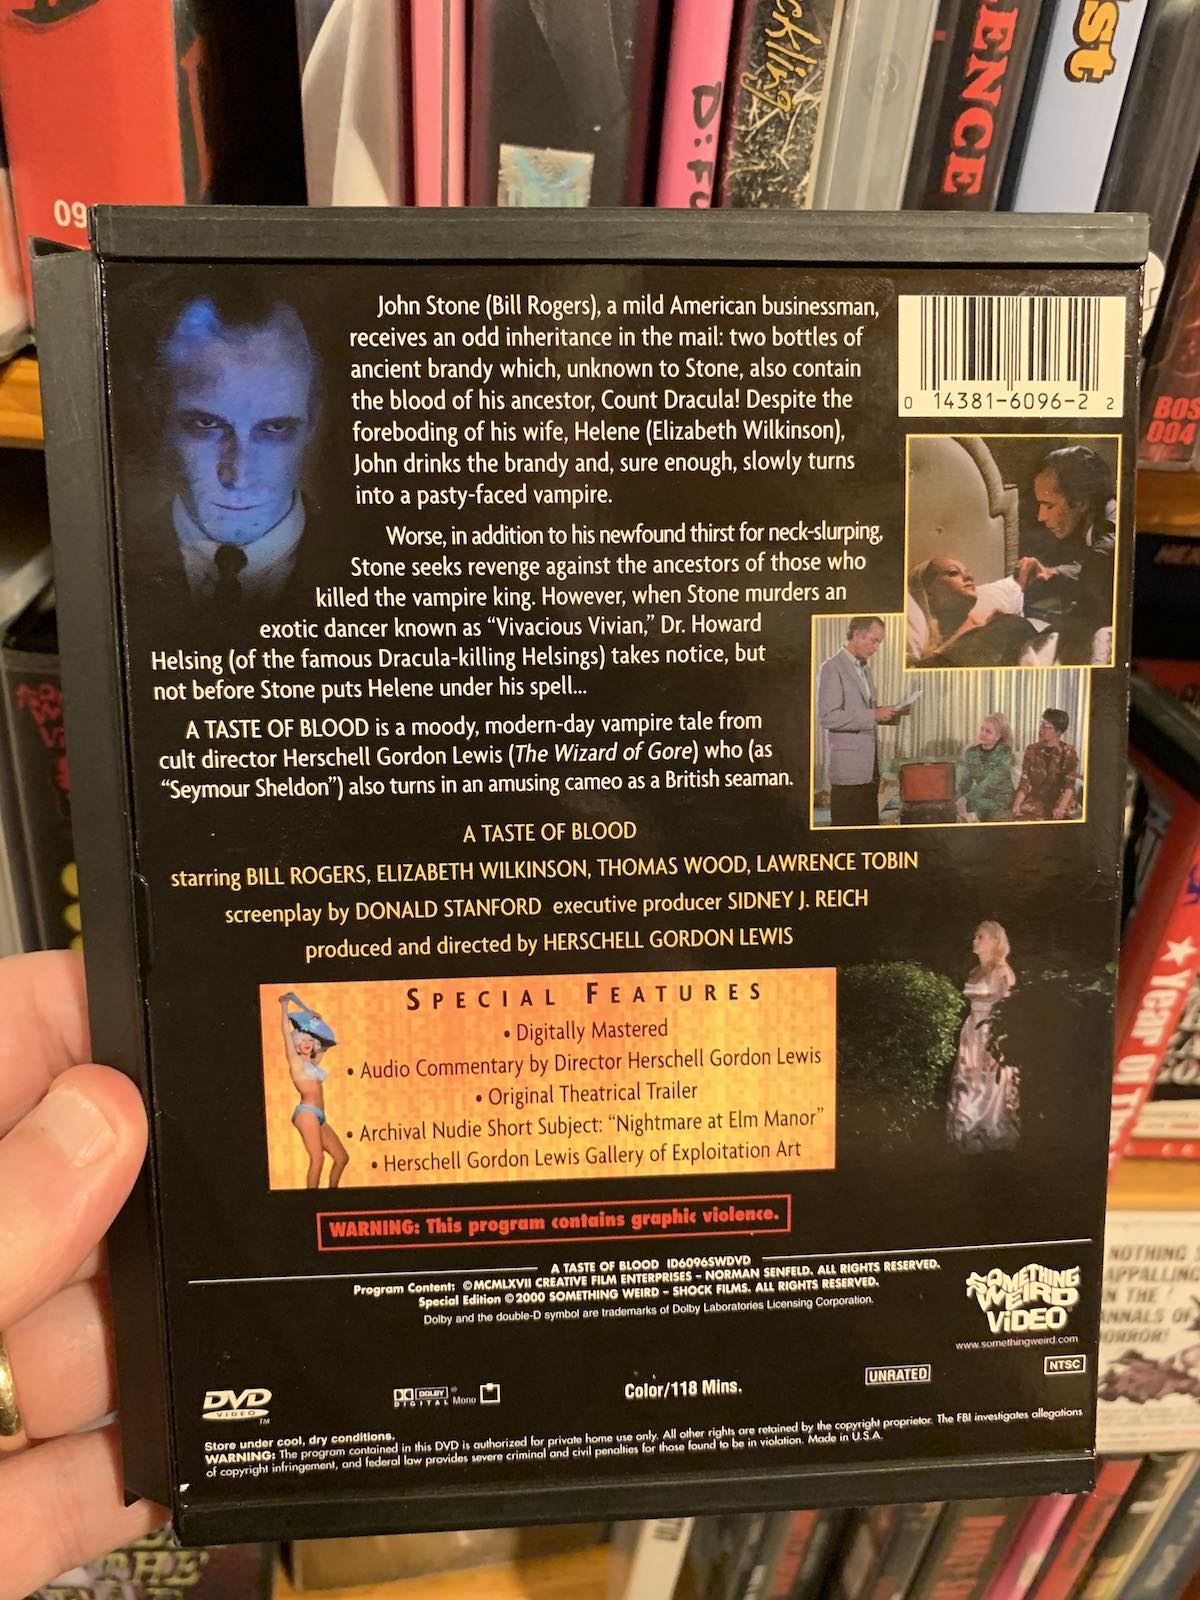 ckling
D:FU
ENCE
st
09
John Stone (Bill Rogers), a mild American businessman,
receives an odd inheritance in the mail: two bottles of
ancient brandy which, unknown to Stone, also contain
the blood of his ancestor, Count Dracula! Despite the
foreboding of his wife, Helene (Elizabeth Wilkinson),
John drinks the brandy and, sure enough, slowly turns
into a pasty-faced vampire.
0 14381-6096-2 2
BOS
004
Worse, in addition to his newfound thirst for neck-slurping,
Stone seeks revenge against the ancestors of those who
killed the vampire king. However, when Stone murders an
exotic dancer known as “Vivacious Vivian,” Dr. Howard
Helsing (of the famous Dracula-killing Helsings) takes notice, but
not before Stone puts Helene under his spell...
A TASTE OF BLOOD is a moody, modern-day vampire tale from
cult director Herschell Gordon Lewis (The Wizard of Gore) who (as
“Seymour Sheldon”) also turns in an amusing cameo as a British seaman.
A TASTE OF BLOOD
starring BILL ROGERS, ELIZABETH WILKINSON, THOMAS WOOD, LAWRENCE TOBIN
screenplay by DONALD STANFORD executive producer SIDNEY J. REICH
produced and directed by HERSCHELL GORDON LEWIS
SPECIAL FEATURES
• Digitally Mastered
• Audio Commentary by Director Herschell Gordon Lewis
• Original Theatrical Trailer
• Archival Nudie Short Subject: “Nightmare at Elm Manor”
• Herschell Gordon Lewis Gallery of Exploitation Art
WARNING: This program contains graphic violence.
A TASTE OF BLOOD ID6096SWDVD
Program Content: ©MCMLXVII CREATIVE FILM ENTERPRISES – NORMAN SENFELD. ALL RIGHTS RESERVED.
Special Edition ©2000 SOMETHING WEIRD – SHOCK FILMS. ALL RIGHTS RESERVED.
Dolby and the double-D symbol are trademarks of Dolby Laboratories Licensing Corporation.
SOMETHING
WEIRD
ViDEO
www.somethingweird.com
DVD
VIDEO
TM
DOLBY
DIGITAL Mono
Color/118 Mins.
UNRATED
NTSC
Store under cool, dry conditions.
WARNING: The program contained in this DVD is authorized for private home use only. All other rights are retained by the copyright proprietor. The FBI investigates allegations
of copyright infringement, and federal law provides severe criminal and civil penalties for those found to be in violation. Made in U.S.A.
Year of Th
NOTHING
APPALLING
IN THE
ANNALS OF
HORROR!